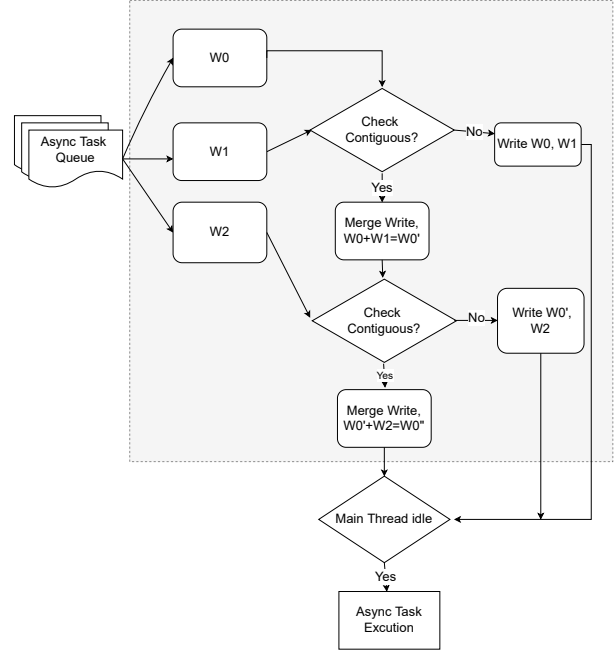 W0
Async Task
Queue
W1
W2
Check
Contiguous?
No
Write W0, W1
Yes
Merge Write,
W0+W1=W0'
Check
Contiguous?
No
Write W0',
W2
Yes
Merge Write,
W0'+W2=W0"
Main Thread idle
Yes
Async Task
Excution